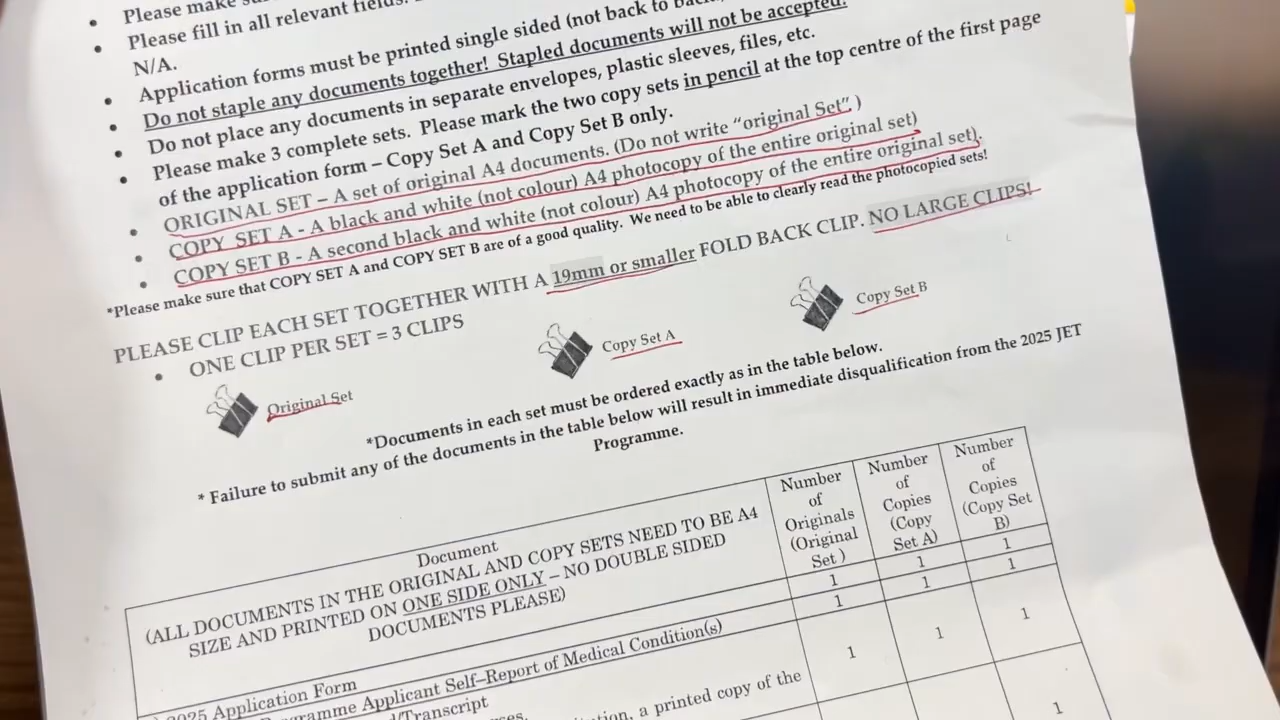 Please make
Please fill in all relevant fields.
N/A.
Application forms must be printed single sided (not back to back
Do not staple any documents together! Stapled documents will not be accepted.
Do not place any documents in separate envelopes, plastic sleeves, files, etc.
Please make 3 complete sets. Please mark the two copy sets in pencil at the top centre of the first page
of the application form – Copy Set A and Copy Set B only.
ORIGINAL SET – A set of original A4 documents. (Do not write "original Set".)
COPY SET A - A black and white (not colour) A4 photocopy of the entire original set)
COPY SET B - A second black and white (not colour) A4 photocopy of the entire original set).
*Please make sure that COPY SET A and COPY SET B are of a good quality. We need to be able to clearly read the photocopied sets!
PLEASE CLIP EACH SET TOGETHER WITH A 19mm or smaller FOLD BACK CLIP. NO LARGE CLIPS!
ONE CLIP PER SET = 3 CLIPS
Original Set
Copy Set A
Copy Set B
*Documents in each set must be ordered exactly as in the table below.
* Failure to submit any of the documents in the table below will result in immediate disqualification from the 2025 JET
Programme.
Document
(ALL DOCUMENTS IN THE ORIGINAL AND COPY SETS NEED TO BE A4
SIZE AND PRINTED ON ONE SIDE ONLY – NO DOUBLE SIDED
DOCUMENTS PLEASE)
Number
of
Originals
(Original
Set )
Number
of
Copies
(Copy
Set A)
Number
of
Copies
(Copy Set
B)
2025 Application Form
1
1
1
Programme Applicant Self–Report of Medical Condition(s)
1
1
1
/Transcript
1
1
1
a printed copy of the
1